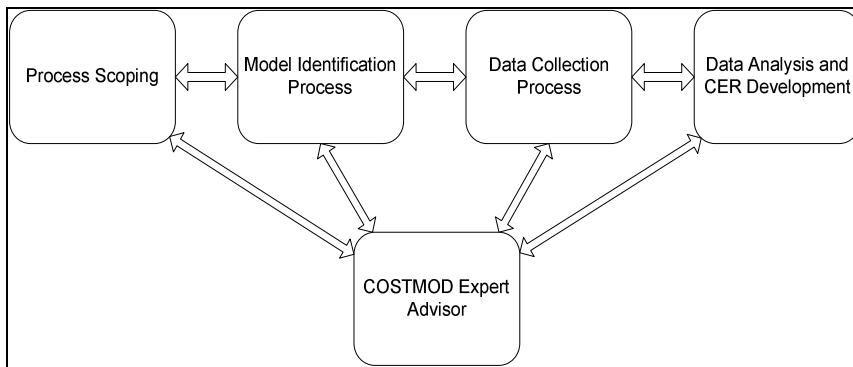 Process Scoping
Model Identification
Process
Data Collection
Process
Data Analysis and
CER Development
COSTMOD Expert
Advisor